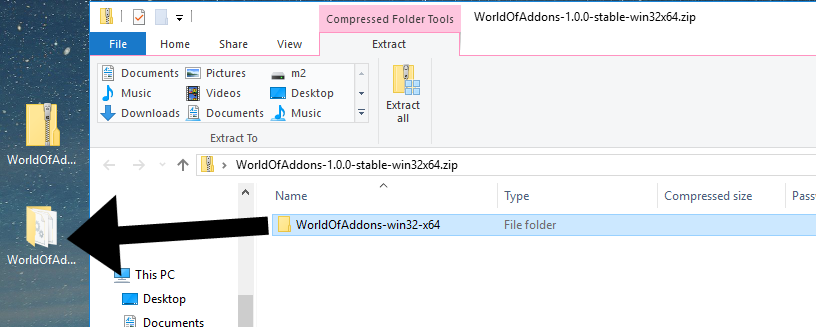 Compressed Folder Tools
WorldOfAddons-1.0.0-stable-win32x64.zip
File
Home
Share
View
Extract
Documents
Pictures
m2
Music
Videos
Desktop
Downloads
Documents
Music
Extract all
Extract To
WorldOfAd...
WorldOfAddons-1.0.0-stable-win32x64.zip
Name
Type
Compressed size
WorldOfAddons-win32-x64
File folder
WorldOfAd...
This PC
Desktop
Documents